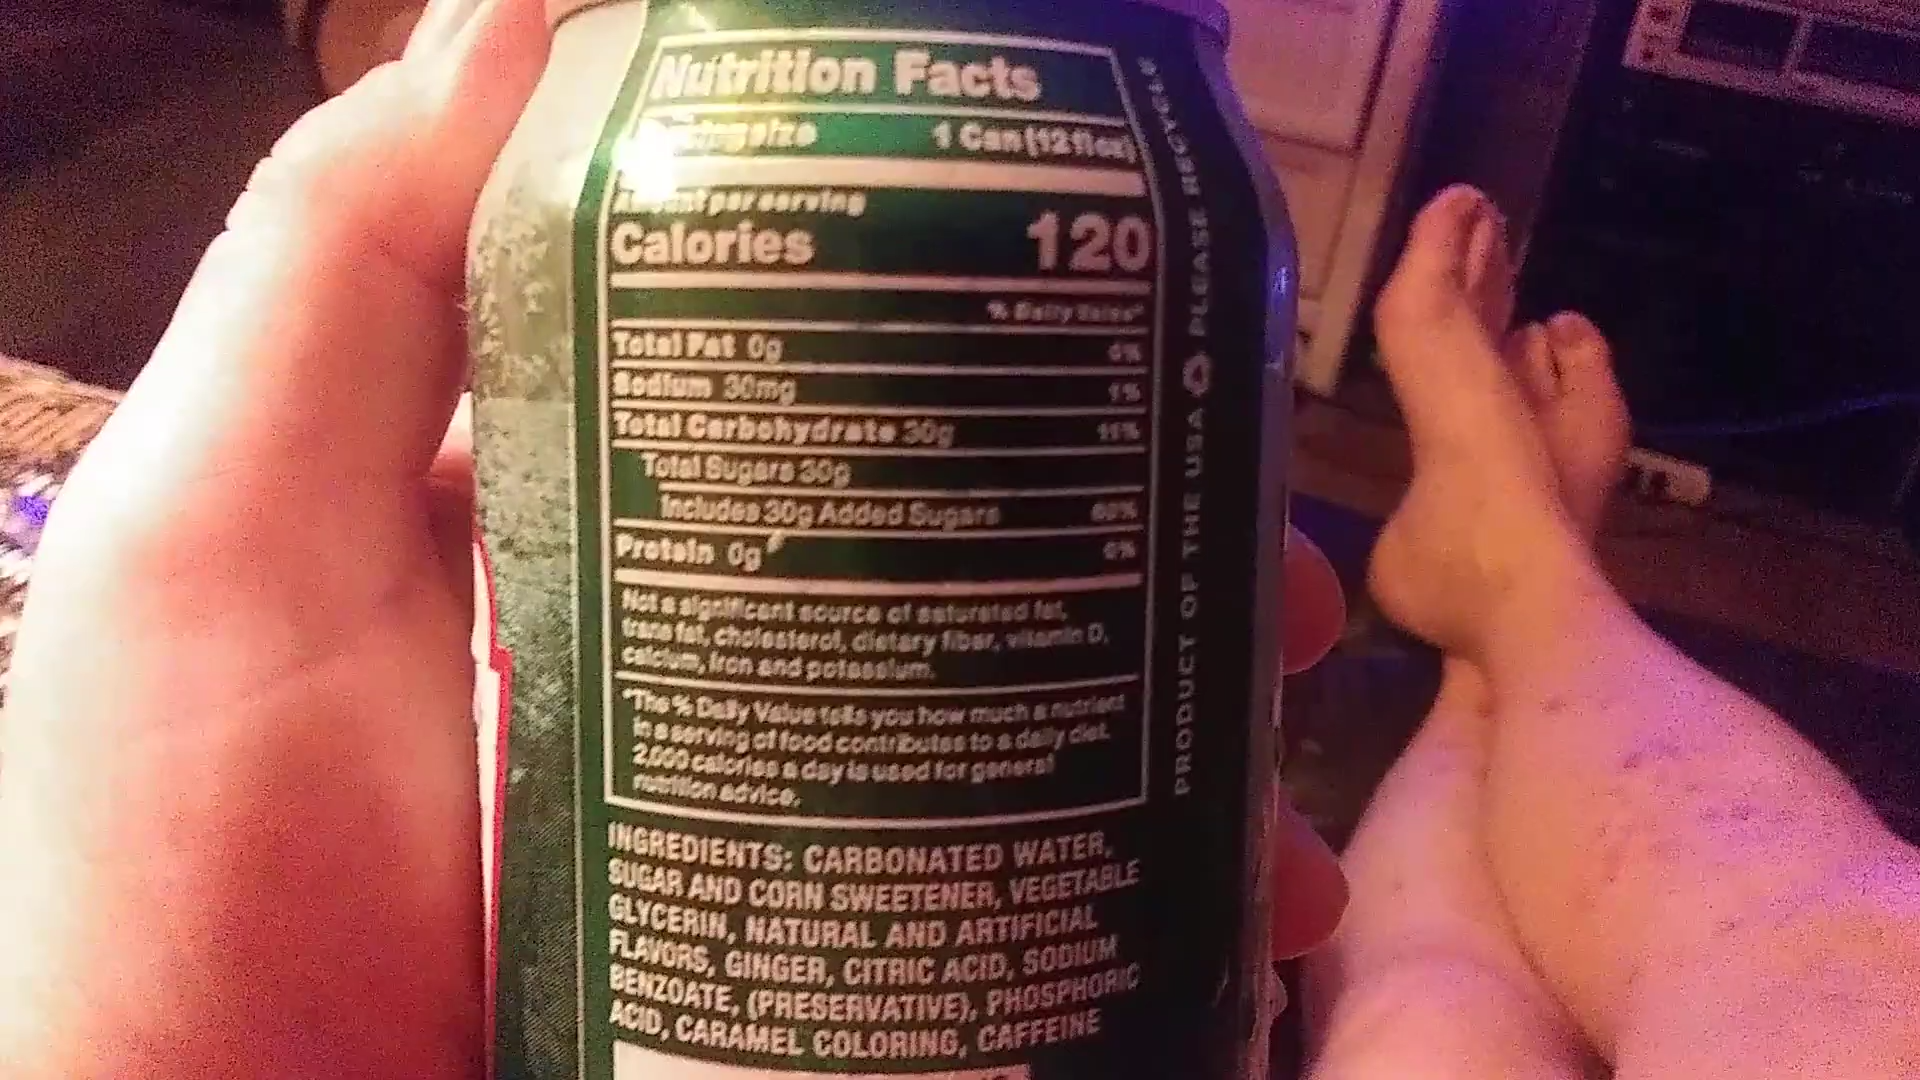 Nutrition Facts
size 1 Can (12 fl oz)
Amount per serving
Calories 120
% Daily Value*
Total Fat 0g 0%
Sodium 30mg 1%
Total Carbohydrate 30g 11%
Total Sugars 30g
Includes 30g Added Sugars 60%
Protein 0g 0%
Not a significant source of saturated fat,
trans fat, cholesterol, dietary fiber, vitamin D,
calcium, iron and potassium.
*The % Daily Value tells you how much a nutrient
in a serving of food contributes to a daily diet.
2,000 calories a day is used for general
nutrition advice.
INGREDIENTS: CARBONATED WATER,
SUGAR AND CORN SWEETENER, VEGETABLE
GLYCERIN, NATURAL AND ARTIFICIAL
FLAVORS, GINGER, CITRIC ACID, SODIUM
BENZOATE, (PRESERVATIVE), PHOSPHORIC
ACID, CARAMEL COLORING, CAFFEINE
PRODUCT OF THE USA PLEASE RECYCLE